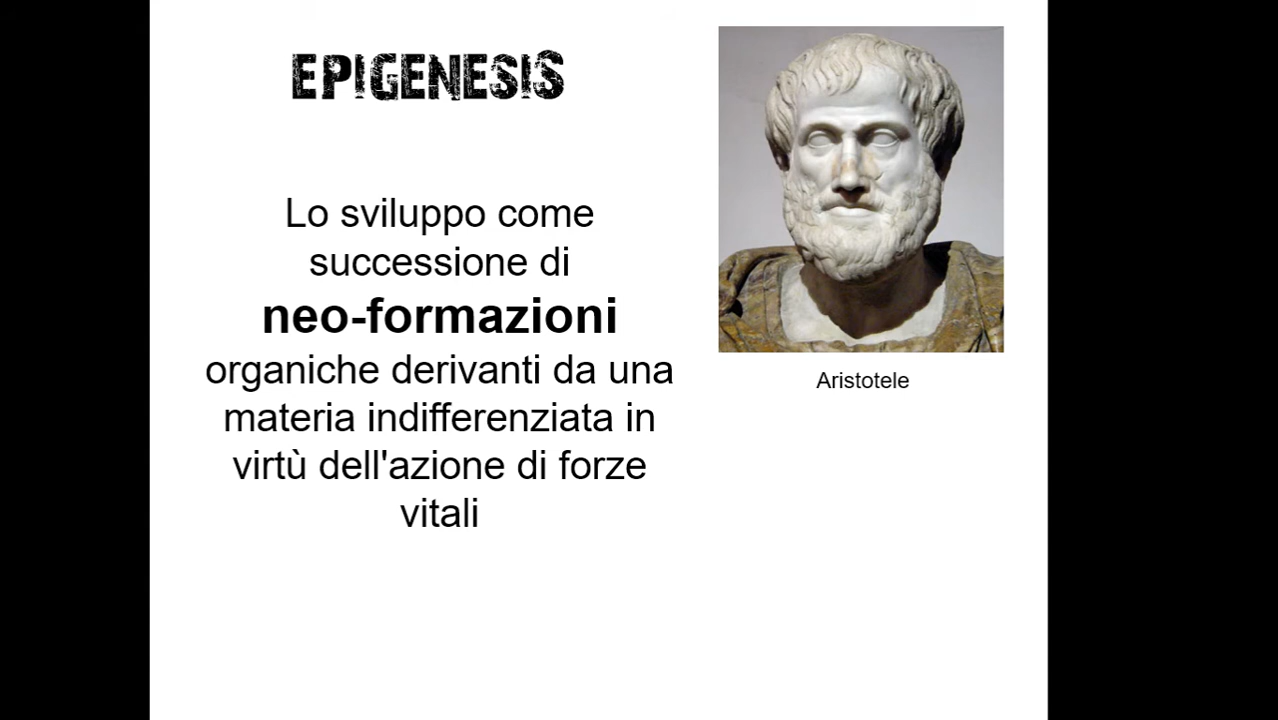 EPIGENESIS
Lo sviluppo come
successione di
neo-formazioni
organiche derivanti da una
materia indifferenziata in
virtù dell'azione di forze
vitali
Aristotele